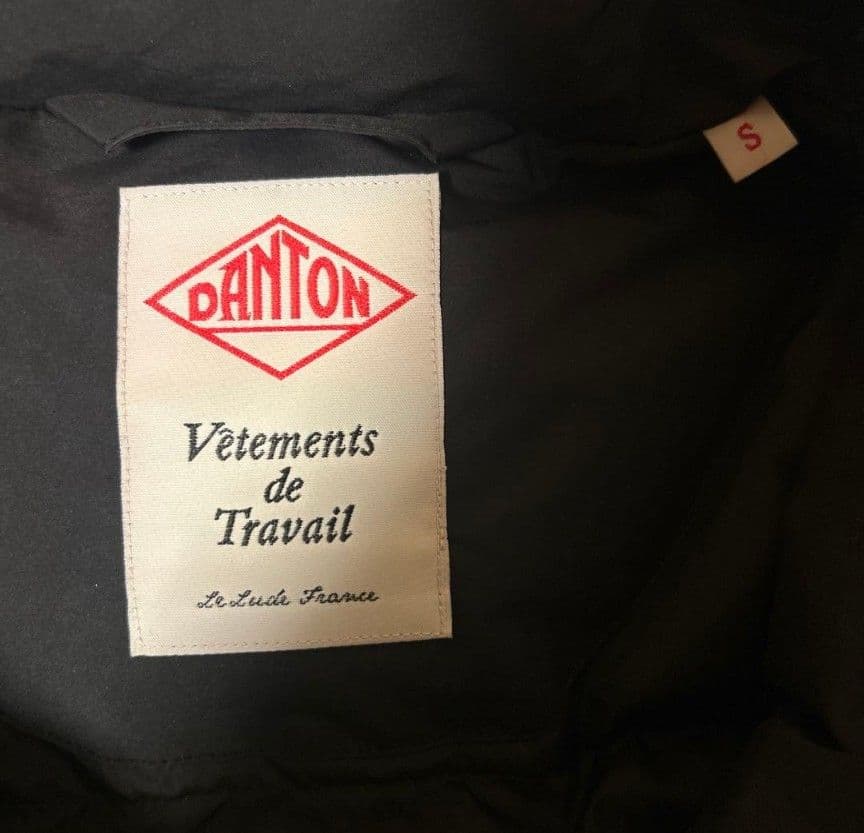 S
DANTON
Vêtements
de
Travail
Le Lude France